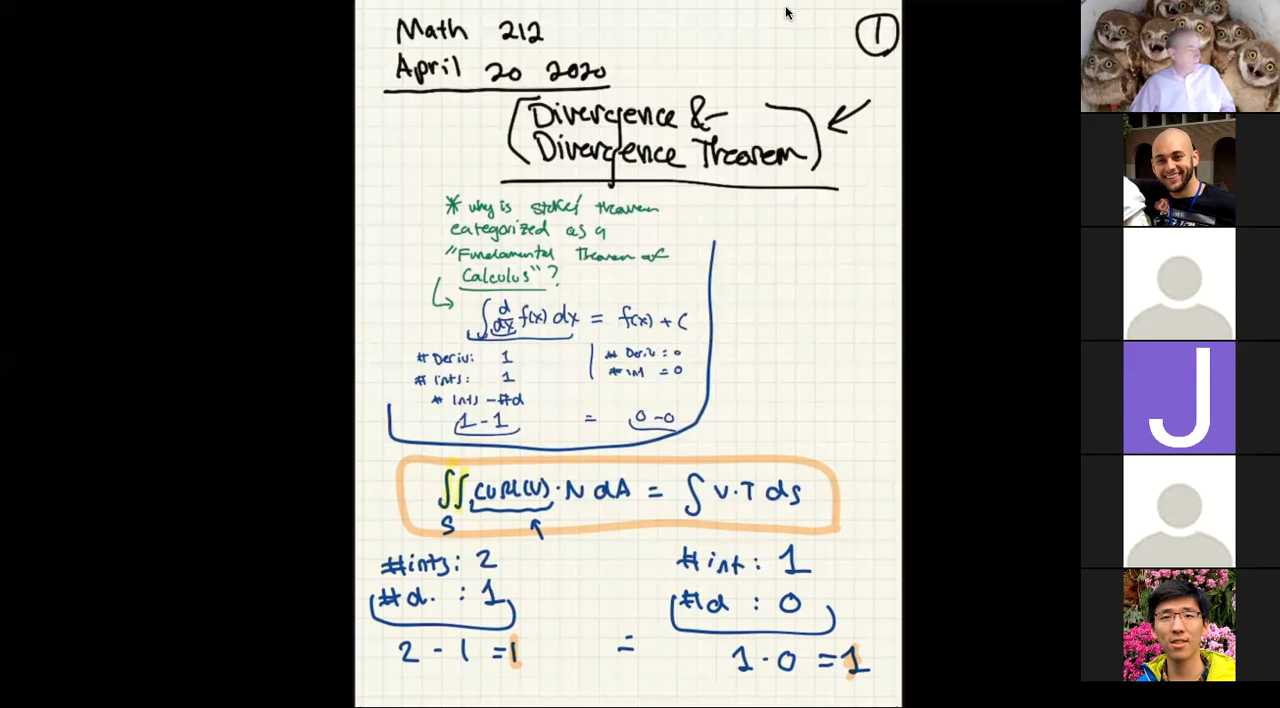 Math 212
April 20 2020
1
Divergence &
Divergence Theorem
* why is stokes' theorem
categorized as a
"Fundamental Theorem of
Calculus"?
∫ d/dx f(x) dx = f(x) + C
# Deriv: 1
# Deriv: 0
# ints: 1
# int = 0
# ints - #d
1 - 1 = 0 - 0
∬ curl(V) · N dA = ∫ V · T ds
S
#ints: 2
#int: 1
#d. : 1
#d : 0
2 - 1 = 1 = 1 - 0 = 1
J